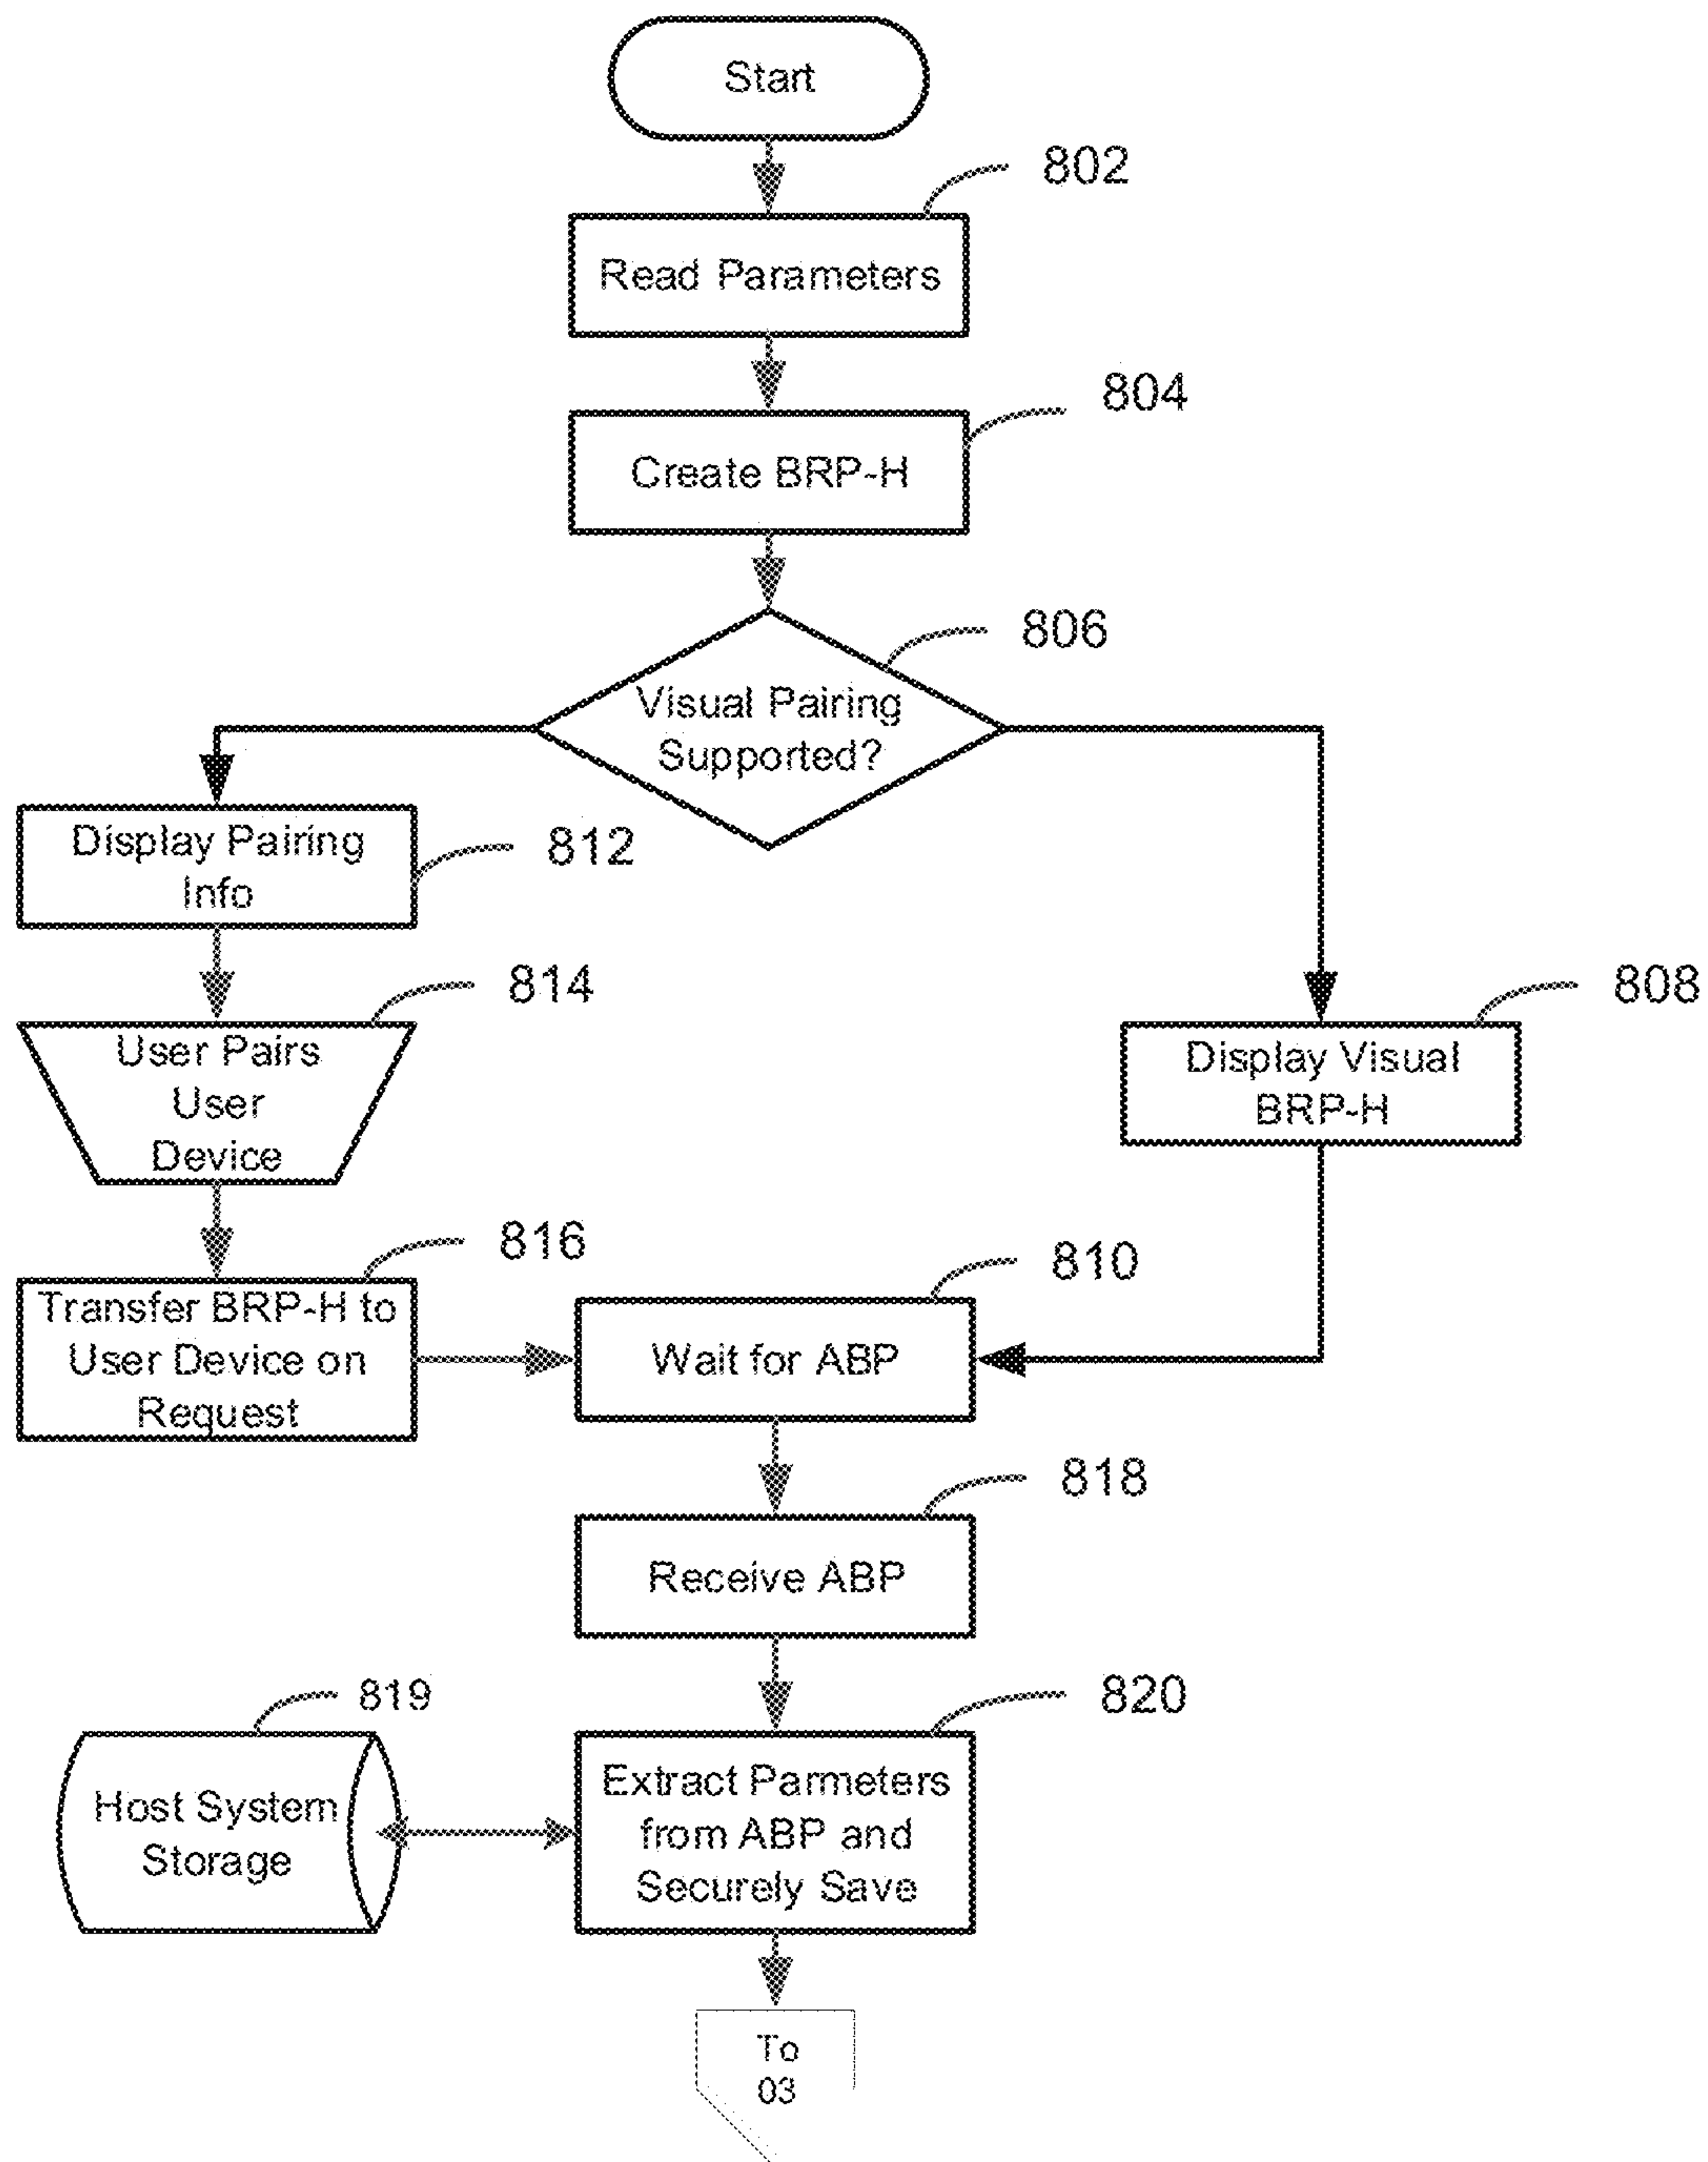 Start
802
Read Parameters
804
Create BRP-H
806
Visual Pairing
Supported?
Display Pairing
Info
812
814
User Pairs
User
Device
808
Display Visual
BRP-H
816
Transfer BRP-H to
User Device on
Request
810
Wait for ABP
818
Receive ABP
819
Host System
Storage
820
Extract Parmeters
from ABP and
Securely Save
To
03